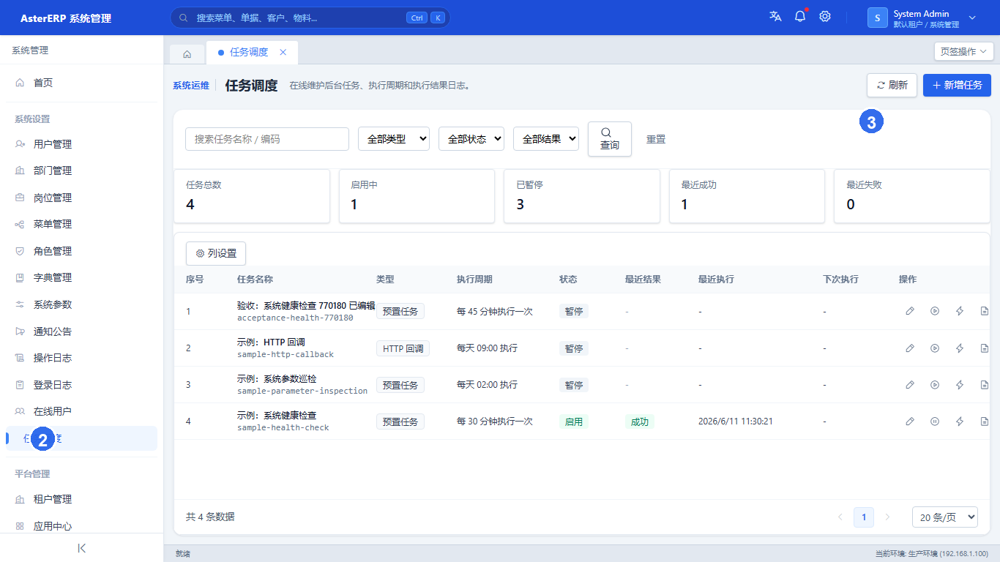 AsterERP 系统管理
搜索菜单、单据、客户、物料...
Ctrl K
S
System Admin
默认租户 / 系统管理
系统管理
首页
系统设置
用户管理
部门管理
岗位管理
菜单管理
角色管理
字典管理
系统参数
通知公告
操作日志
登录日志
在线用户
2
平台管理
租户管理
应用中心
任务调度
页签操作
系统运维
任务调度
在线维护后台任务、执行周期和执行结果日志。
刷新
新增任务
3
搜索任务名称 / 编码
全部类型
全部状态
全部结果
查询
重置
任务总数
4
启用中
1
已暂停
3
最近成功
1
最近失败
0
列设置
序号 任务名称 类型 执行周期 状态 最近结果 最近执行 下次执行 操作
1 验收：系统健康检查 770180 已编辑 预置任务 每 45 分钟执行一次 暂停 - - -
acceptance-health-770180
2 示例：HTTP 回调 HTTP 回调 每天 09:00 执行 暂停 - - -
sample-http-callback
3 示例：系统参数巡检 预置任务 每天 02:00 执行 暂停 - - -
sample-parameter-inspection
4 示例：系统健康检查 预置任务 每 30 分钟执行一次 启用 成功 2026/6/11 11:30:21 -
sample-health-check
共 4 条数据
1
20 条/页
就绪
当前环境: 生产环境 (192.168.1.100)